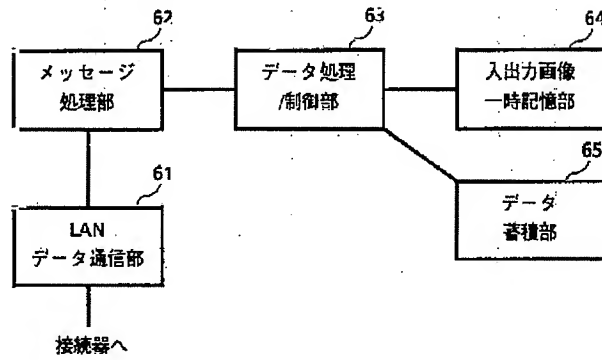 62
メッセージ
処理部
63
データ処理
/制御部
64
入出力画像
一時記憶部
65
データ
蓄積部
61
LAN
データ通信部
接続器へ